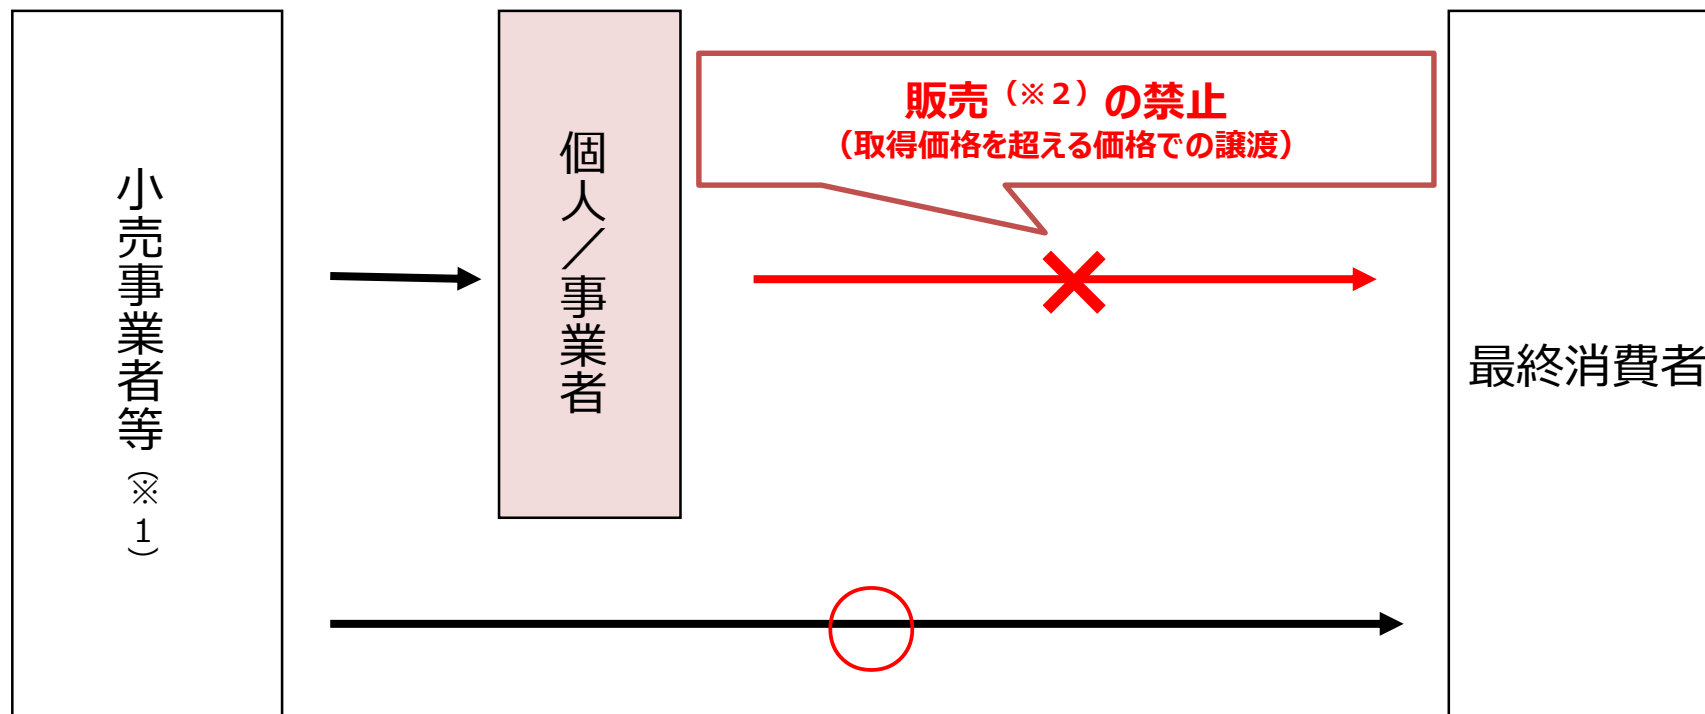 小売事業者等（※1）
個人／事業者
販売（※２）の禁止
（取得価格を超える価格での譲渡）
最終消費者